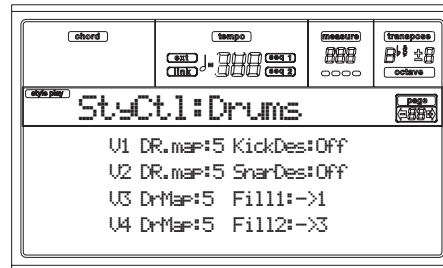 chord
tempo
measure
transpose
ext
link
seq 1
seq 2
octave
style play
StyCtl:Drums
page
V1 DR.map:5 KickDes:Off
V2 DR.map:5 SnarDes:Off
V3 DrMap:5 Fill1:->1
V4 DrMap:5 Fill2:->3